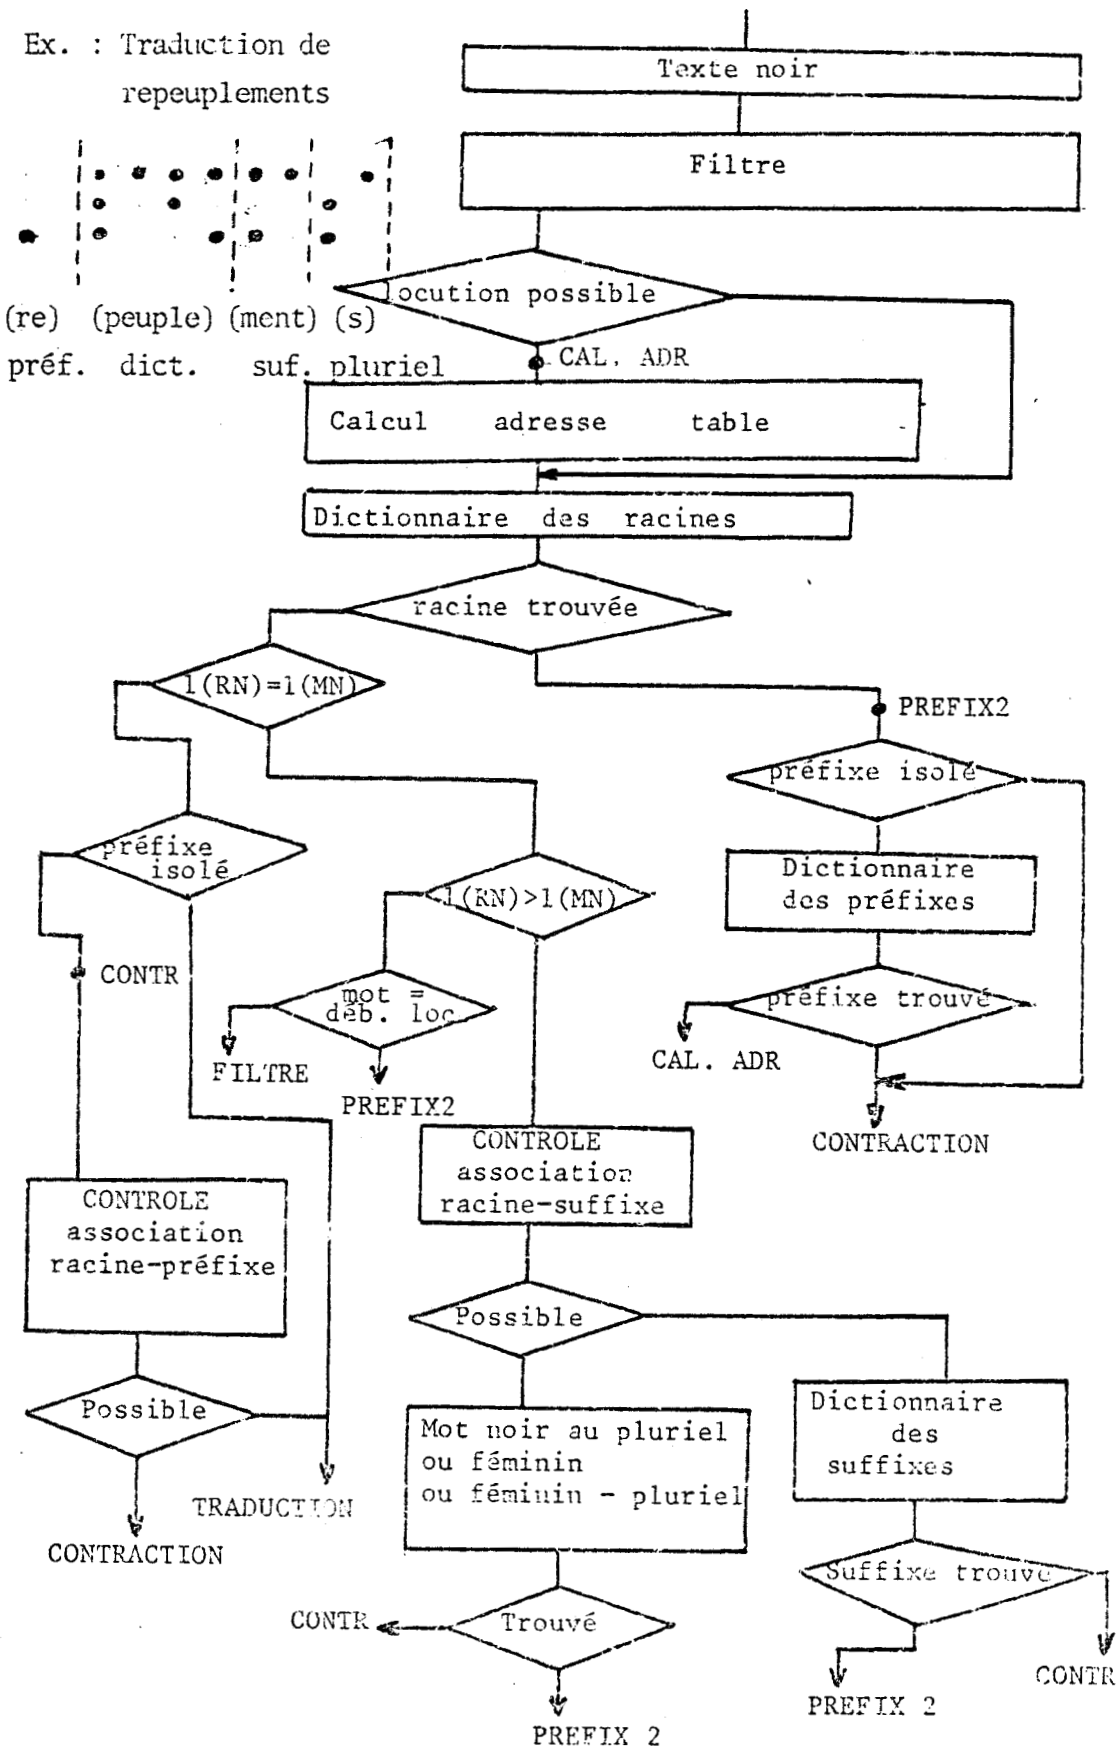 Ex. : Traduction de
repeuplements
(re) (peuple) (ment) (s)
préf. dict. suf. pluriel
Texte noir
Filtre
locution possible
CAL. ADR
Calcul adresse table
Dictionnaire des racines
racine trouvée
l(RN)=l(MN)
PREFIX2
préfixe isolé
préfixe
isolé
l(RN)>l(MN)
Dictionnaire
des préfixes
CONTR
mot =
déb. loc
préfixe trouvé
FILTRE
PREFIX2
CAL. ADR
CONTRACTION
CONTROLE
association
racine-suffixe
CONTROLE
association
racine-préfixe
Possible
Possible
Dictionnaire
des
suffixes
Mot noir au pluriel
ou féminin
ou féminin - pluriel
TRADUCTION
CONTRACTION
Suffixe trouvé
CONTR
Trouvé
CONTR
PREFIX 2
PREFIX 2